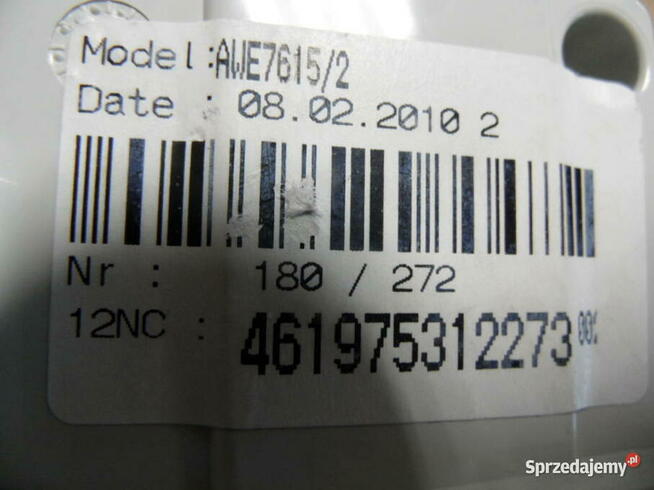 Model:AWE7615/2
Date : 08.02.2010 2
Nr : 180 / 272
12NC : 461975312273
Sprzedajemy.pl